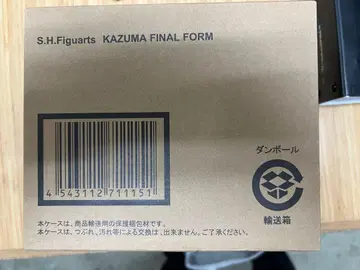 S.H.Figuarts KAZUMA FINAL FORM
ダンボール
4 543112 711151
輸送箱
本ケースは、商品輸送用の保護梱包材です。
本ケースは、つぶれ、汚れ等による交換は、出来ません。ご了承ください。